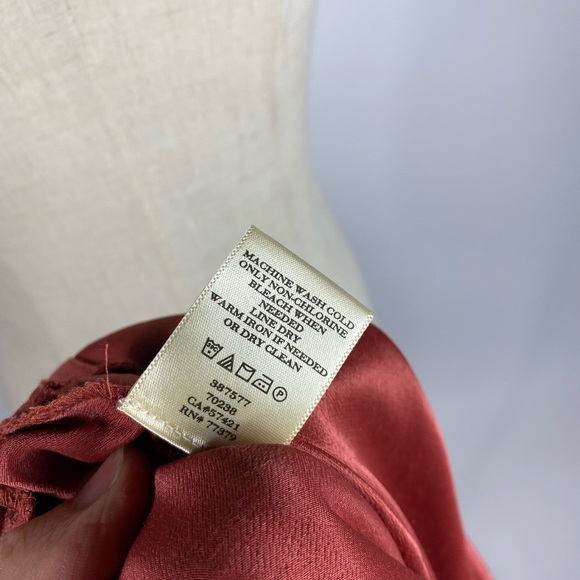 MACHINE WASH COLD
ONLY NON-CHLORINE
BLEACH WHEN
NEEDED
LINE DRY
WARM IRON IF NEEDED
OR DRY CLEAN
P
387577
70238
CA#57421
RN# 77379